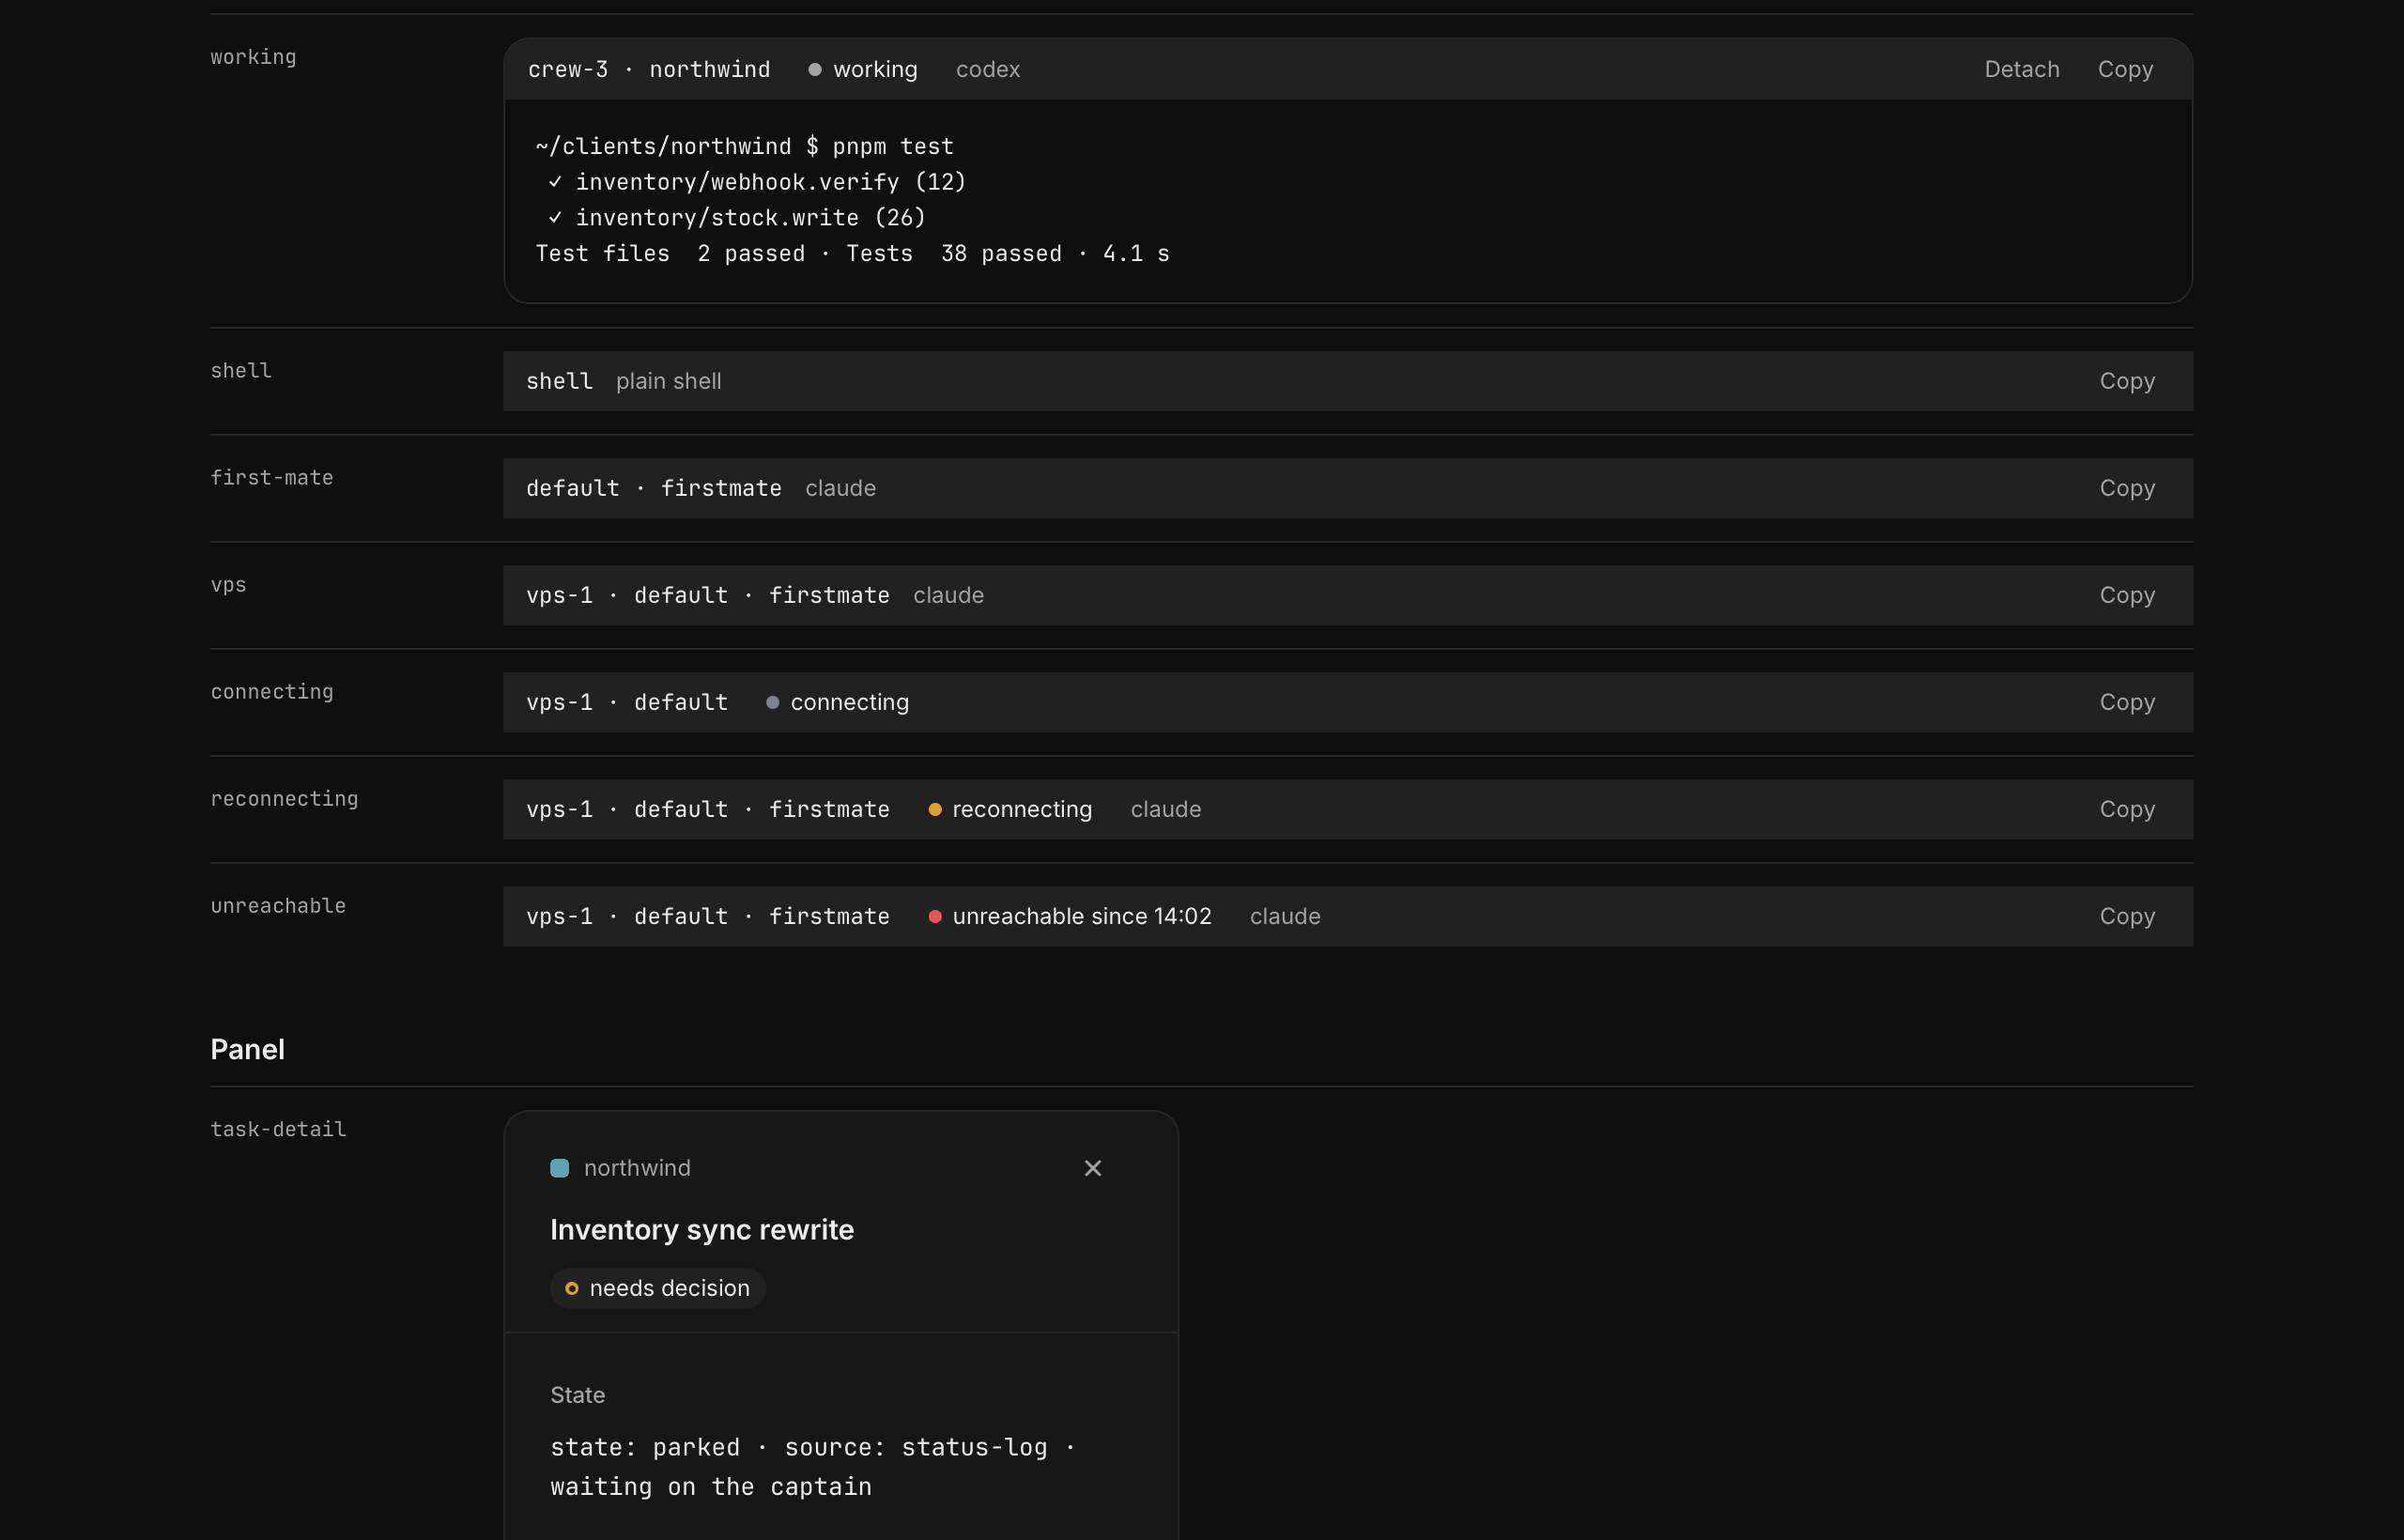 working
crew-3 · northwind working codex Detach Copy
~/clients/northwind $ pnpm test
✓ inventory/webhook.verify (12)
✓ inventory/stock.write (26)
Test files  2 passed · Tests  38 passed · 4.1 s
shell
shell plain shell Copy
first-mate
default · firstmate claude Copy
vps
vps-1 · default · firstmate claude Copy
connecting
vps-1 · default connecting Copy
reconnecting
vps-1 · default · firstmate reconnecting claude Copy
unreachable
vps-1 · default · firstmate unreachable since 14:02 claude Copy
Panel
task-detail
northwind
Inventory sync rewrite
needs decision
State
state: parked · source: status-log ·
waiting on the captain